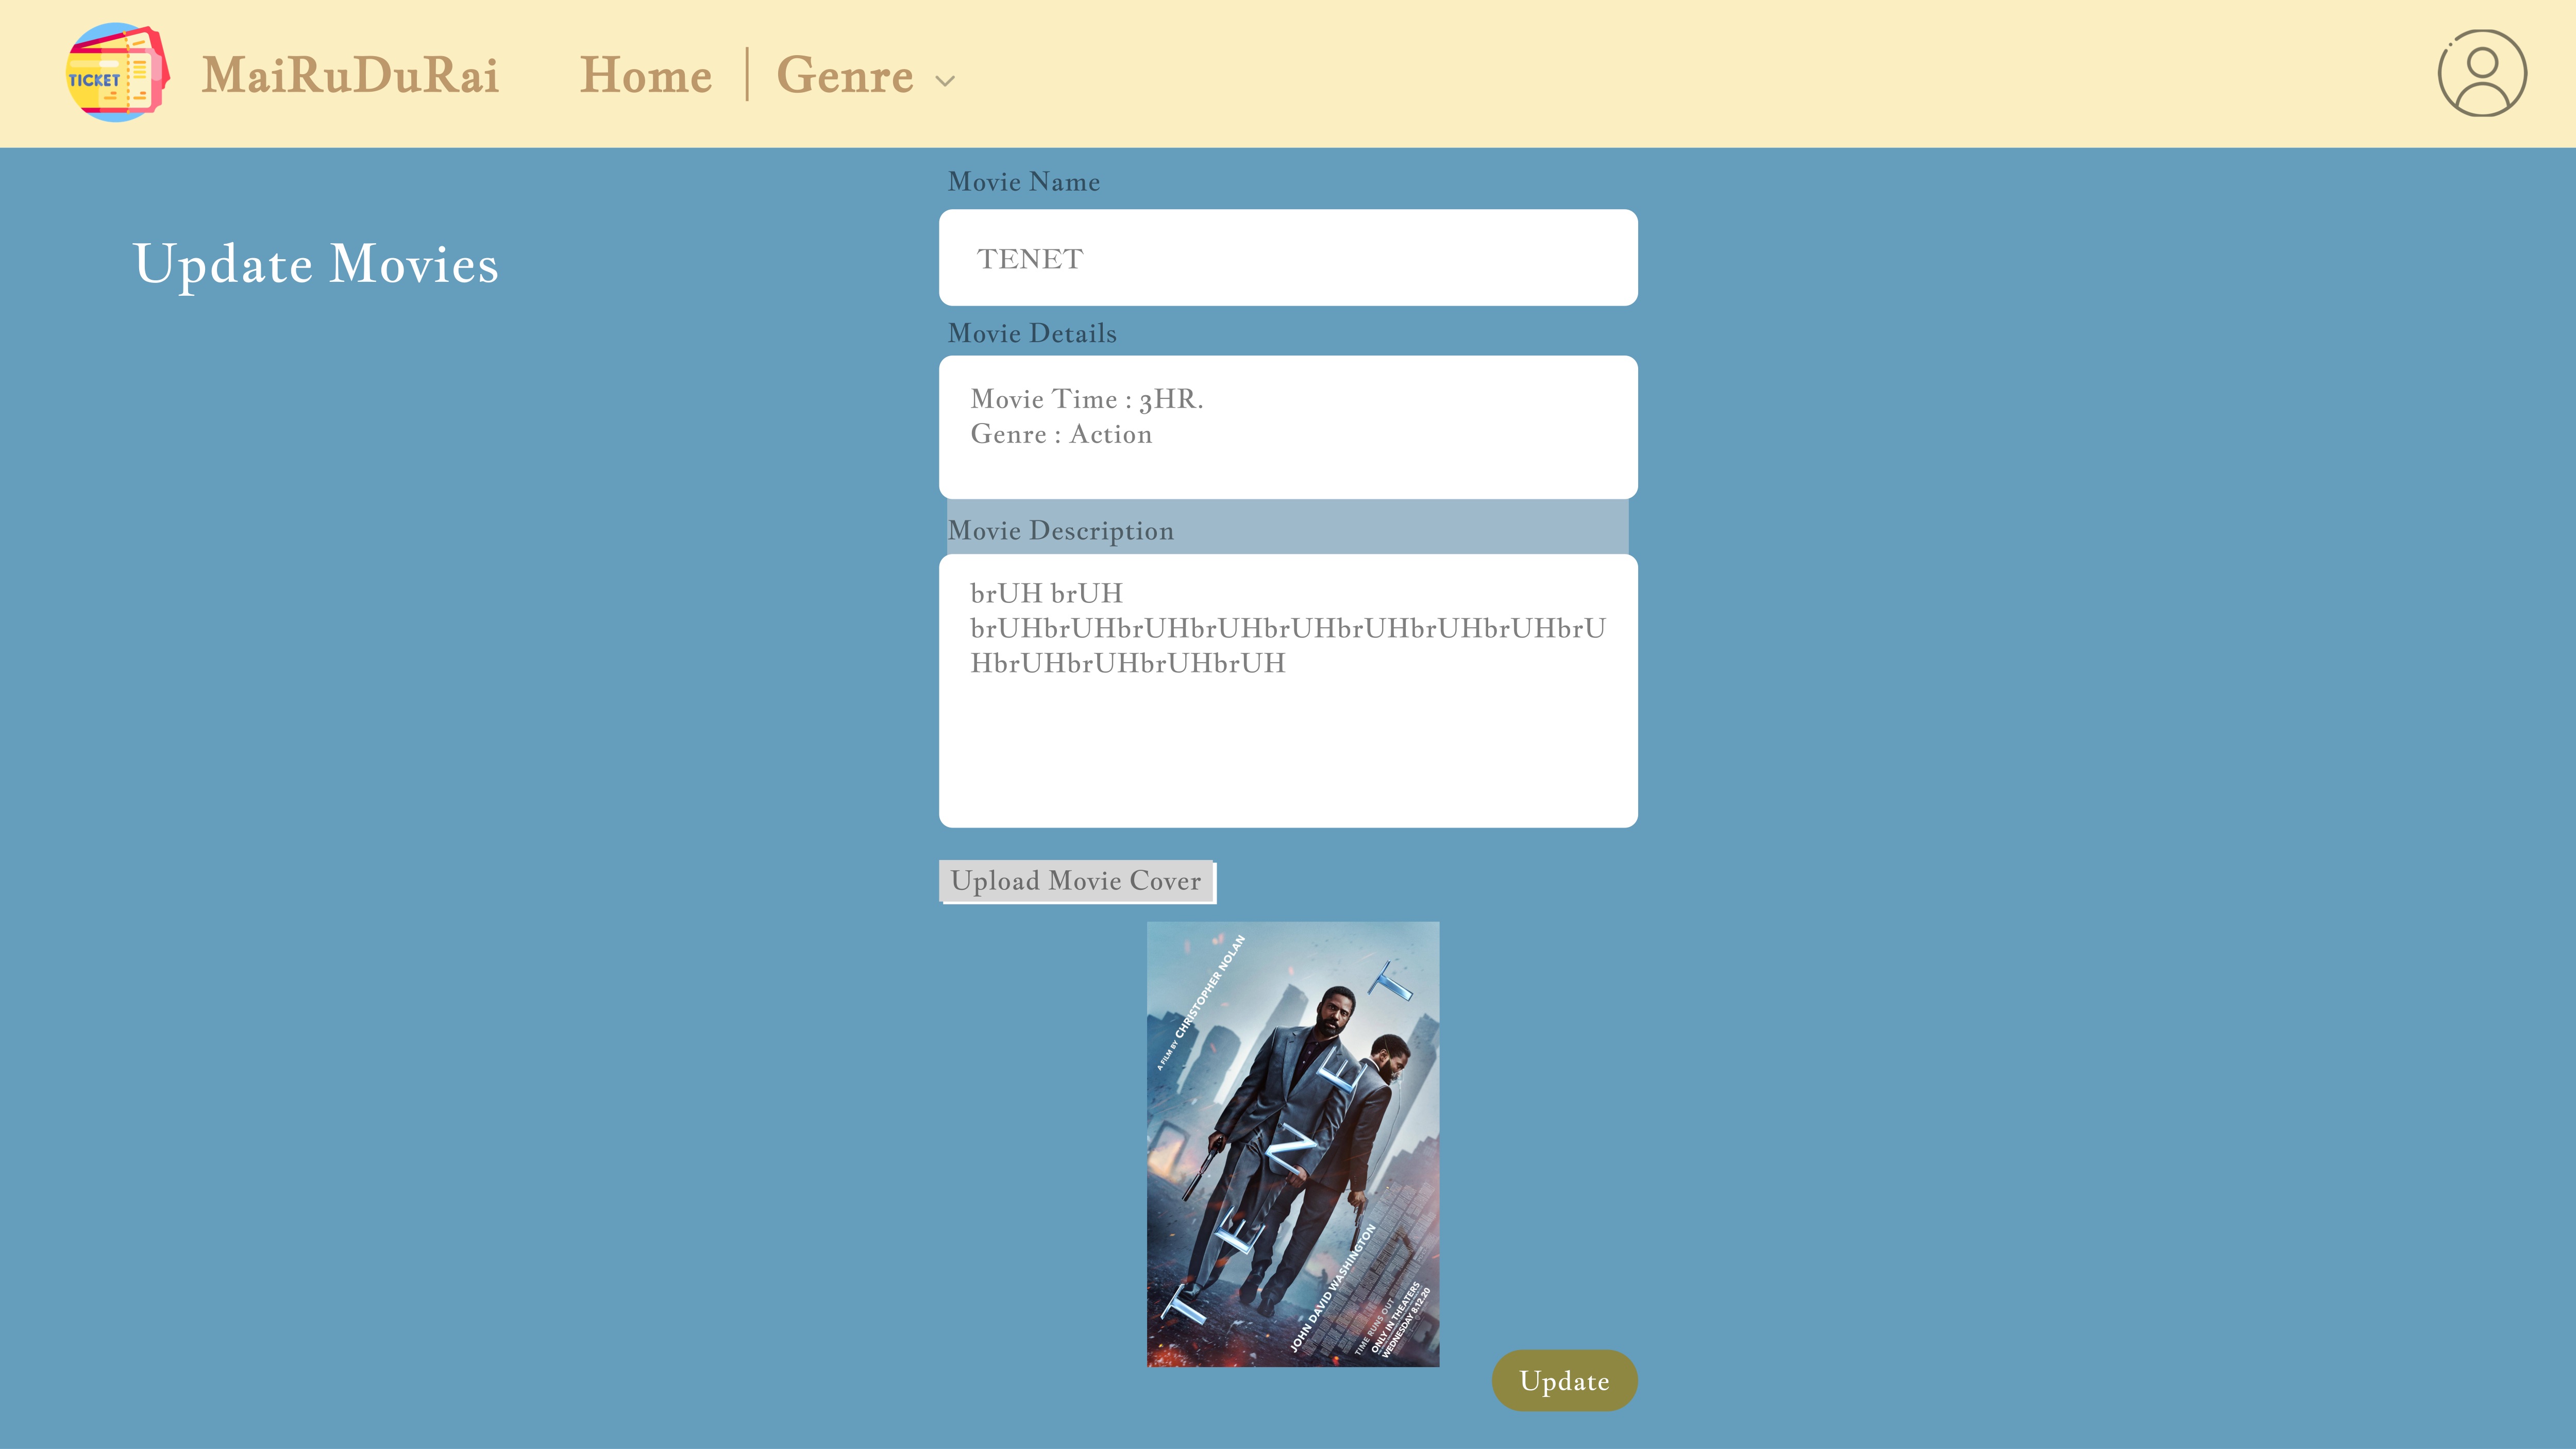 TICKET
MaiRuDuRai
Home
Genre
Update Movies
Movie Name
TENET
Movie Details
Movie Time : 3HR.
Genre : Action
Movie Description
brUH brUH
brUHbrUHbrUHbrUHbrUHbrUHbrUHbrUHbrU
HbrUHbrUHbrUHbrUH
Upload Movie Cover
A FILM BY CHRISTOPHER NOLAN
TENET
JOHN DAVID WASHINGTON
TIME RUNS OUT
ONLY IN THEATERS
WEDNESDAY 8.12.20
Update